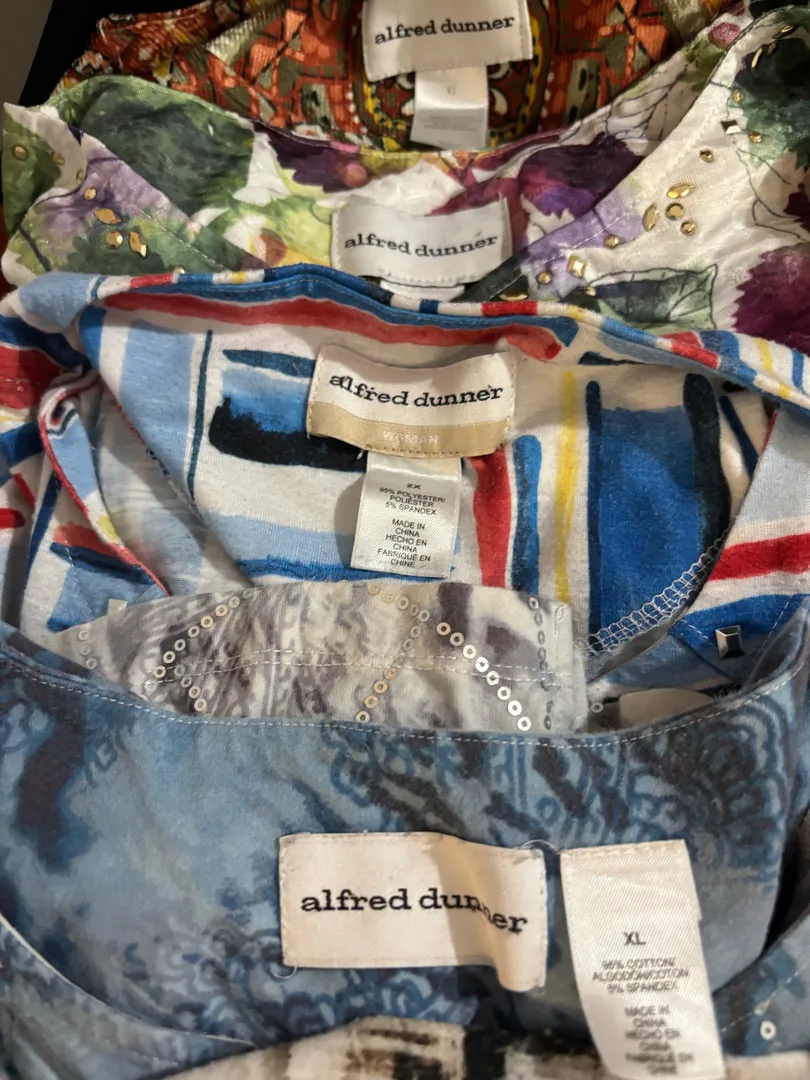 alfred dunner
XL
alfred dunner
alfred dunner
WOMAN
2X
95% POLYESTER/
POLIÉSTER
5% SPANDEX
MADE IN
CHINA
HECHO EN
CHINA
FABRIQUÉ EN
CHINE
alfred dunner
XL
95% COTTON/
ALGODÓN/COTON
5% SPANDEX
MADE IN
CHINA
HECHO EN
CHINA
FABRIQUÉ EN
CHINE